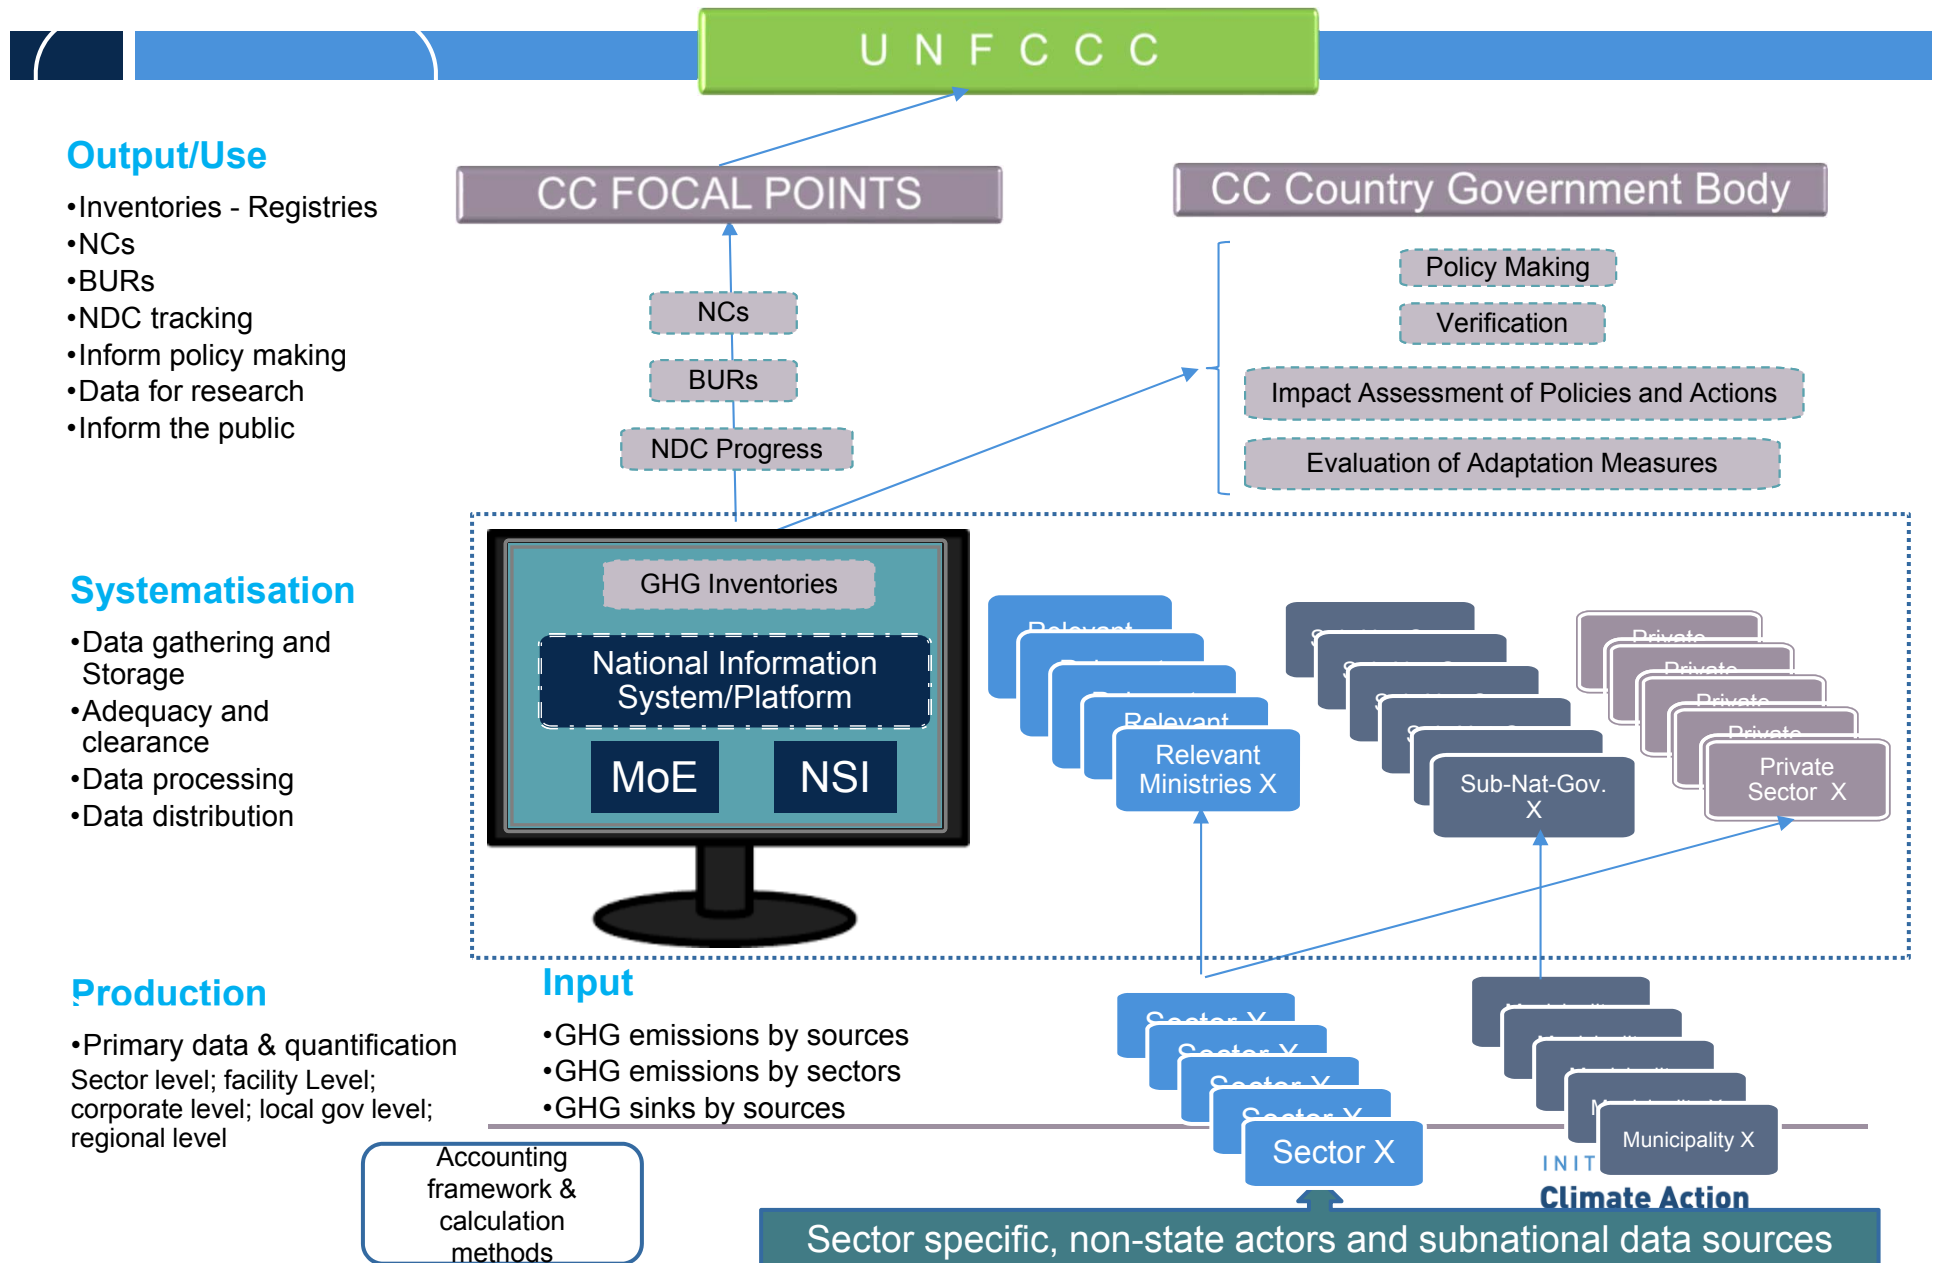 U N F C C C
Output/Use
•Inventories - Registries
•NCs
•BURs
•NDC tracking
•Inform policy making
•Data for research
•Inform the public
CC FOCAL POINTS
NCs
BURs
NDC Progress
CC Country Government Body
Policy Making
Verification
Impact Assessment of Policies and Actions
Evaluation of Adaptation Measures
Systematisation
•Data gathering and
Storage
•Adequacy and
clearance
•Data processing
•Data distribution
GHG Inventories
National Information
System/Platform
MoE
NSI
Relevant
Relevant
Relevant
Relevant
Relevant
Ministries X
Sub-Nat-Gov.
X
Private
Private
Private
Private
Private
Sector X
Production
•Primary data & quantification
Sector level; facility Level;
corporate level; local gov level;
regional level
Input
•GHG emissions by sources
•GHG emissions by sectors
•GHG sinks by sources
Accounting
framework &
calculation
methods
Sector X
Sector X
Sector X
Sector X
Sector X
Municipality X
INIT
Climate Action
Sector specific, non-state actors and subnational data sources